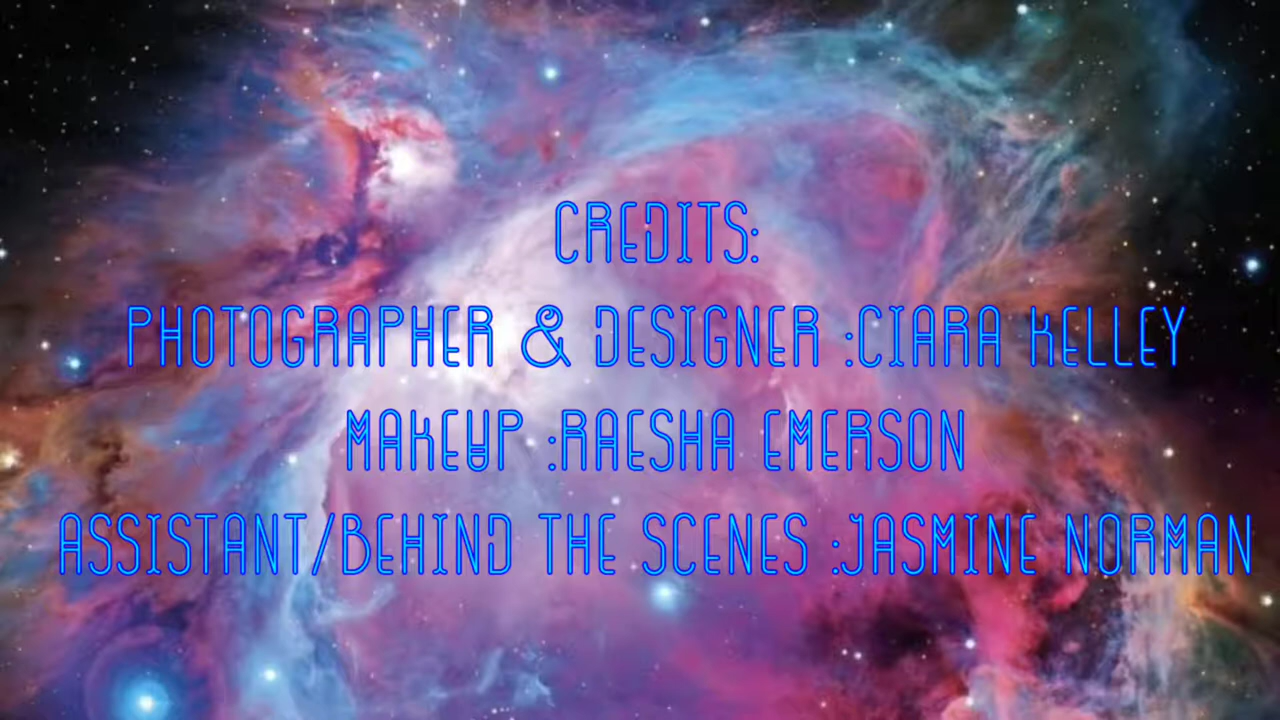 CREDITS:
PHOTOGRAPHER & DESIGNER :CIARA KELLEY
MAKEUP :RAESHA EMERSON
ASSISTANT/BEHIND THE SCENES :JASMINE NORMAN